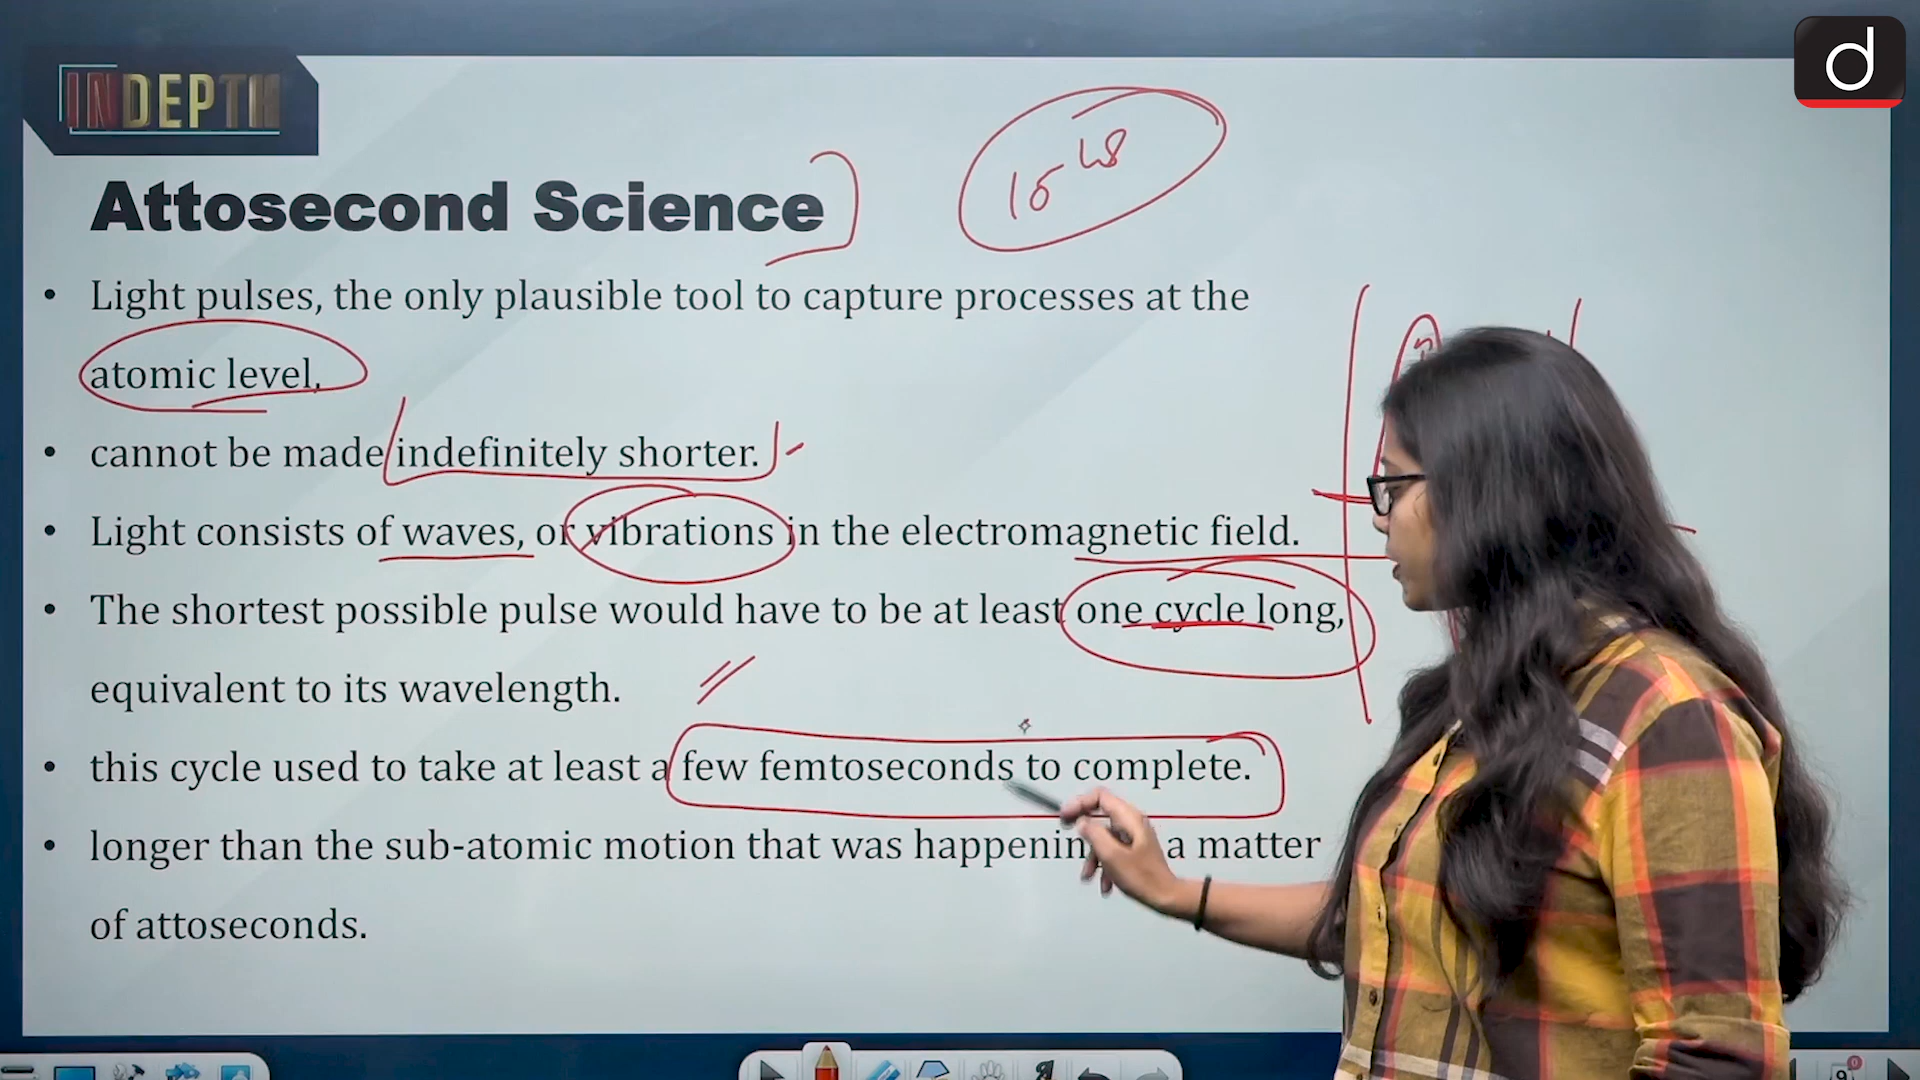 d
INDEPTH
10^-18
Attosecond Science
• Light pulses, the only plausible tool to capture processes at the
atomic level,
• cannot be made indefinitely shorter.
• Light consists of waves, or vibrations in the electromagnetic field.
• The shortest possible pulse would have to be at least one cycle long,
equivalent to its wavelength.
• this cycle used to take at least a few femtoseconds to complete.
• longer than the sub-atomic motion that was happening a matter
of attoseconds.